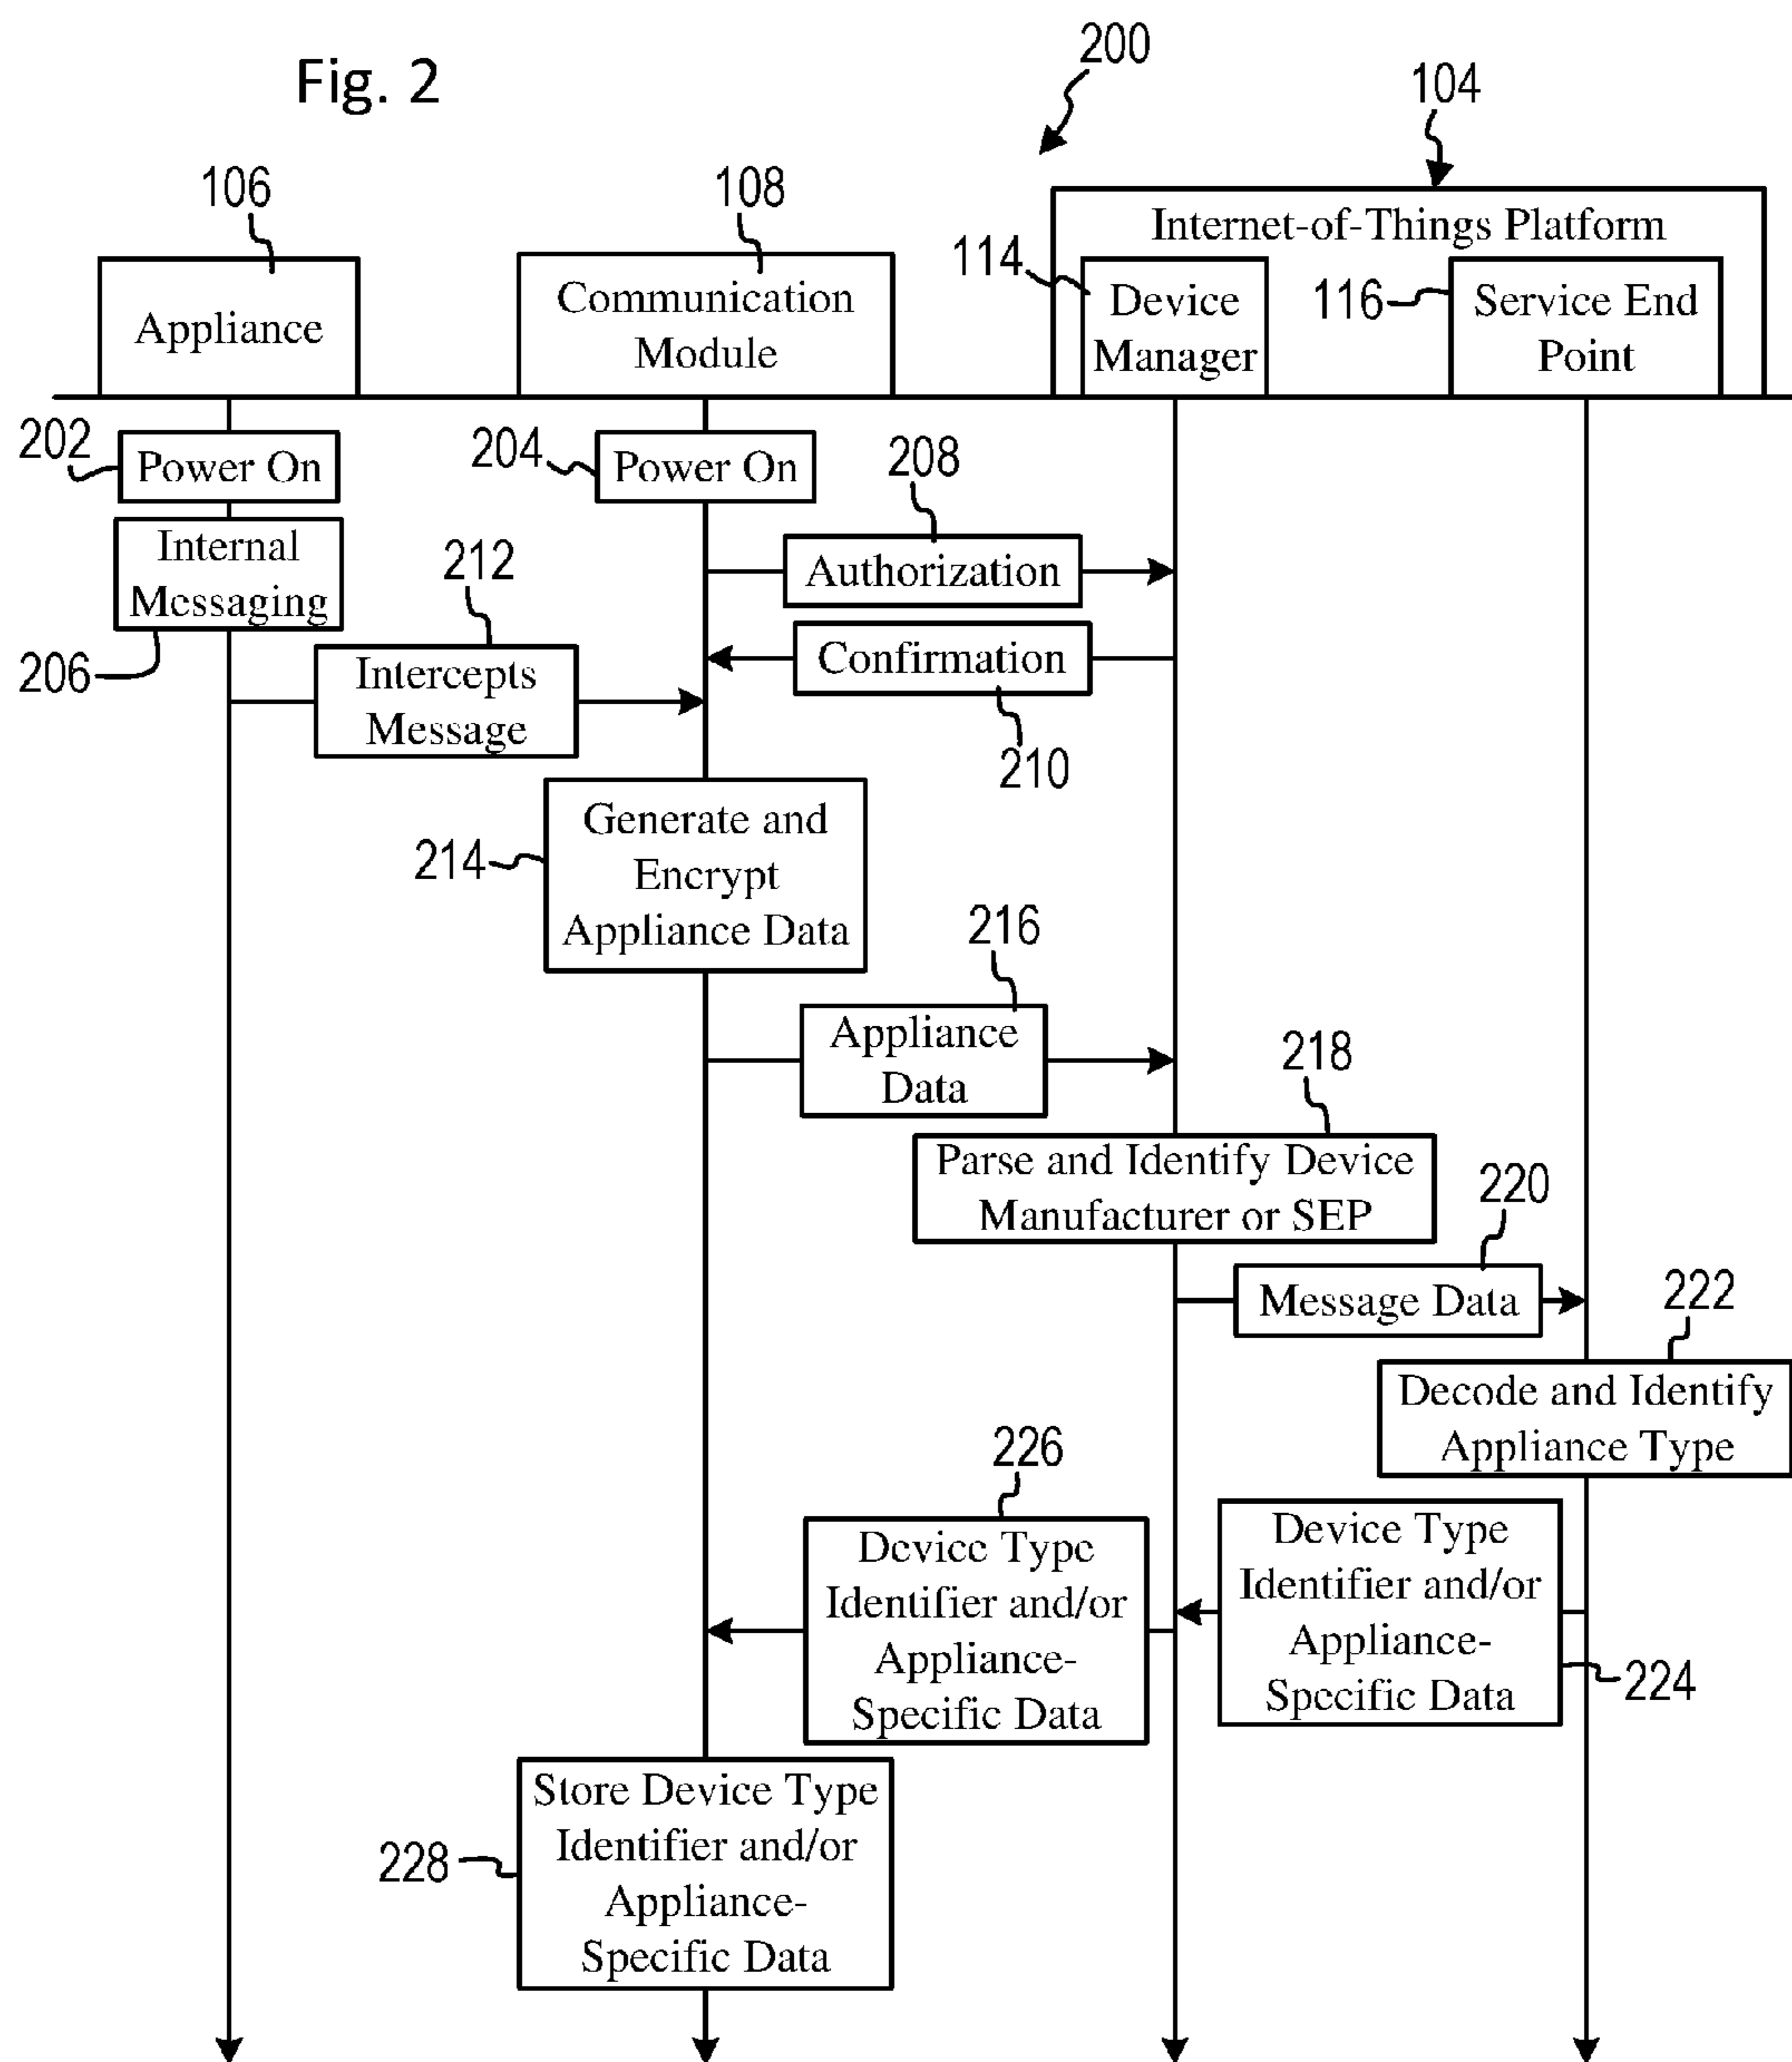 Fig. 2
200
104
106
108
Internet-of-Things Platform
114
116
Appliance
Communication
Module
Device
Manager
Service End
Point
202
Power On
204
Power On
208
Internal
Messaging
206
Authorization
212
Confirmation
210
Intercepts
Message
214
Generate and
Encrypt
Appliance Data
216
Appliance
Data
218
Parse and Identify Device
Manufacturer or SEP
220
Message Data
222
Decode and Identify
Appliance Type
226
Device Type
Identifier and/or
Appliance-
Specific Data
Device Type
Identifier and/or
Appliance-
Specific Data
224
228
Store Device Type
Identifier and/or
Appliance-
Specific Data